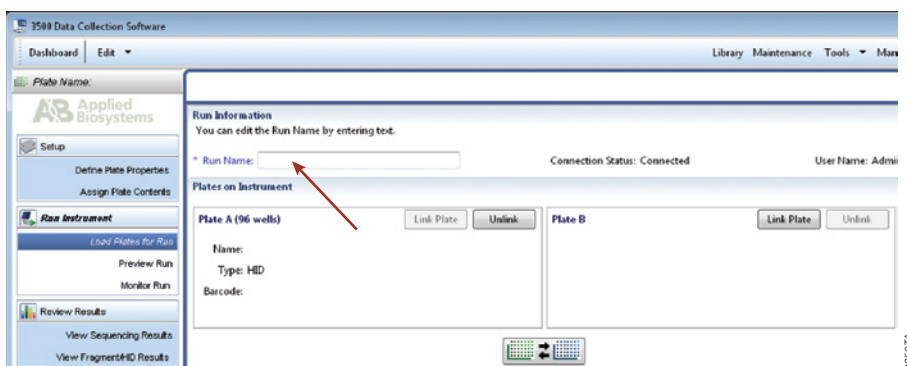 3500 Data Collection Software
Dashboard Edit
Library Maintenance Tools
Plate Name:
AB Applied Biosystems
Setup
Define Plate Properties
Assign Plate Contents
Run Instrument
Load Plates for Run
Preview Run
Monitor Run
Review Results
View Sequencing Results
View Fragment/HID Results
Run Information
You can edit the Run Name by entering text.
* Run Name:
Connection Status: Connected
User Name: Admi
Plates on Instrument
Plate A (96 wells)
Link Plate Unlink
Name:
Type: HID
Barcode:
Plate B
Link Plate Unlink